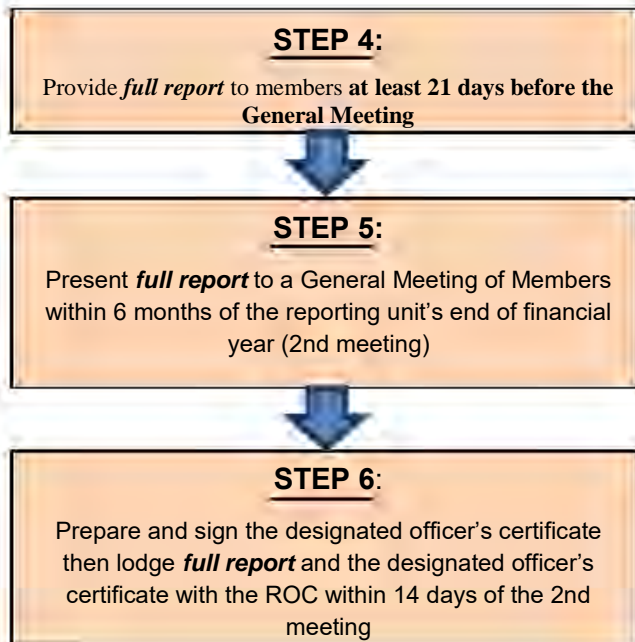 STEP 4:
Provide full report to members at least 21 days before the
General Meeting
STEP 5:
Present full report to a General Meeting of Members
within 6 months of the reporting unit's end of financial
year (2nd meeting)
STEP 6:
Prepare and sign the designated officer's certificate
then lodge full report and the designated officer's
certificate with the ROC within 14 days of the 2nd
meeting